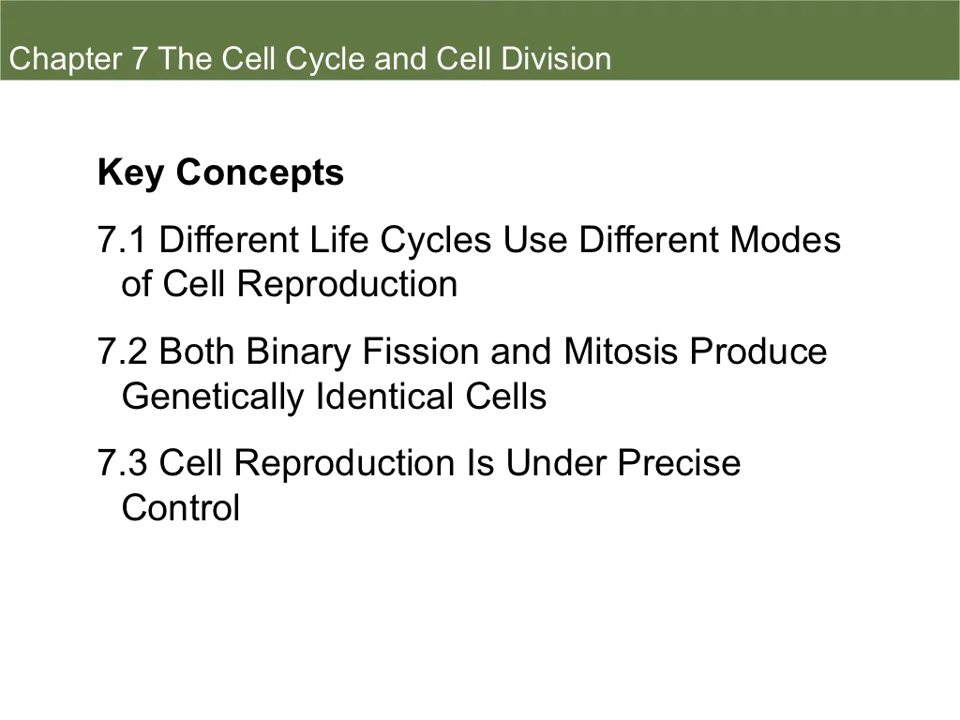 Chapter 7 The Cell Cycle and Cell Division
Key Concepts
7.1 Different Life Cycles Use Different Modes
of Cell Reproduction
7.2 Both Binary Fission and Mitosis Produce
Genetically Identical Cells
7.3 Cell Reproduction Is Under Precise
Control